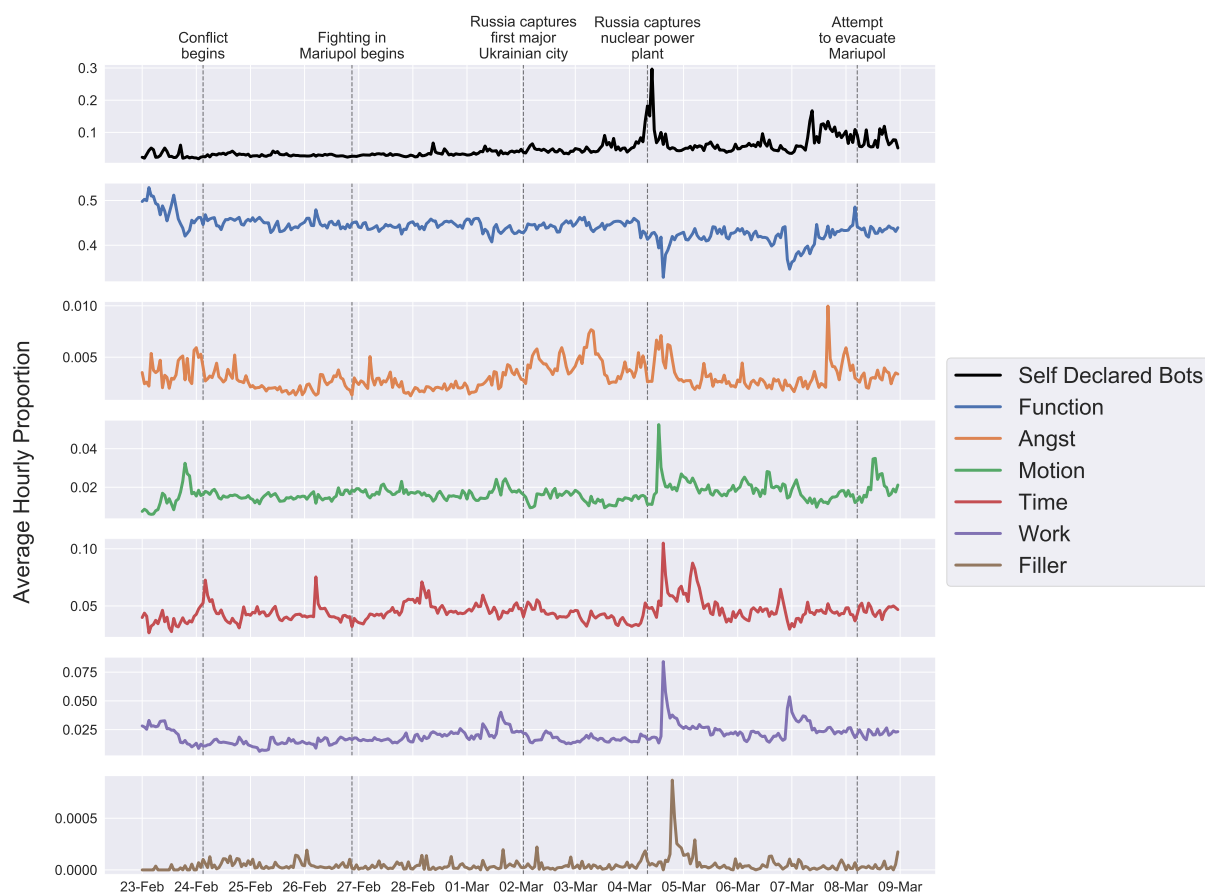 Conflict
begins
Fighting in
Mariupol begins
Russia captures
first major
Ukrainian city
Russia captures
nuclear power
plant
Attempt
to evacuate
Mariupol
0.3
0.2
0.1
0.5
0.4
0.010
0.005
0.04
0.02
0.10
0.05
0.075
0.050
0.025
0.0005
0.0000
Average Hourly Proportion
23-Feb 24-Feb 25-Feb 26-Feb 27-Feb 28-Feb 01-Mar 02-Mar 03-Mar 04-Mar 05-Mar 06-Mar 07-Mar 08-Mar 09-Mar
Self Declared Bots
Function
Angst
Motion
Time
Work
Filler